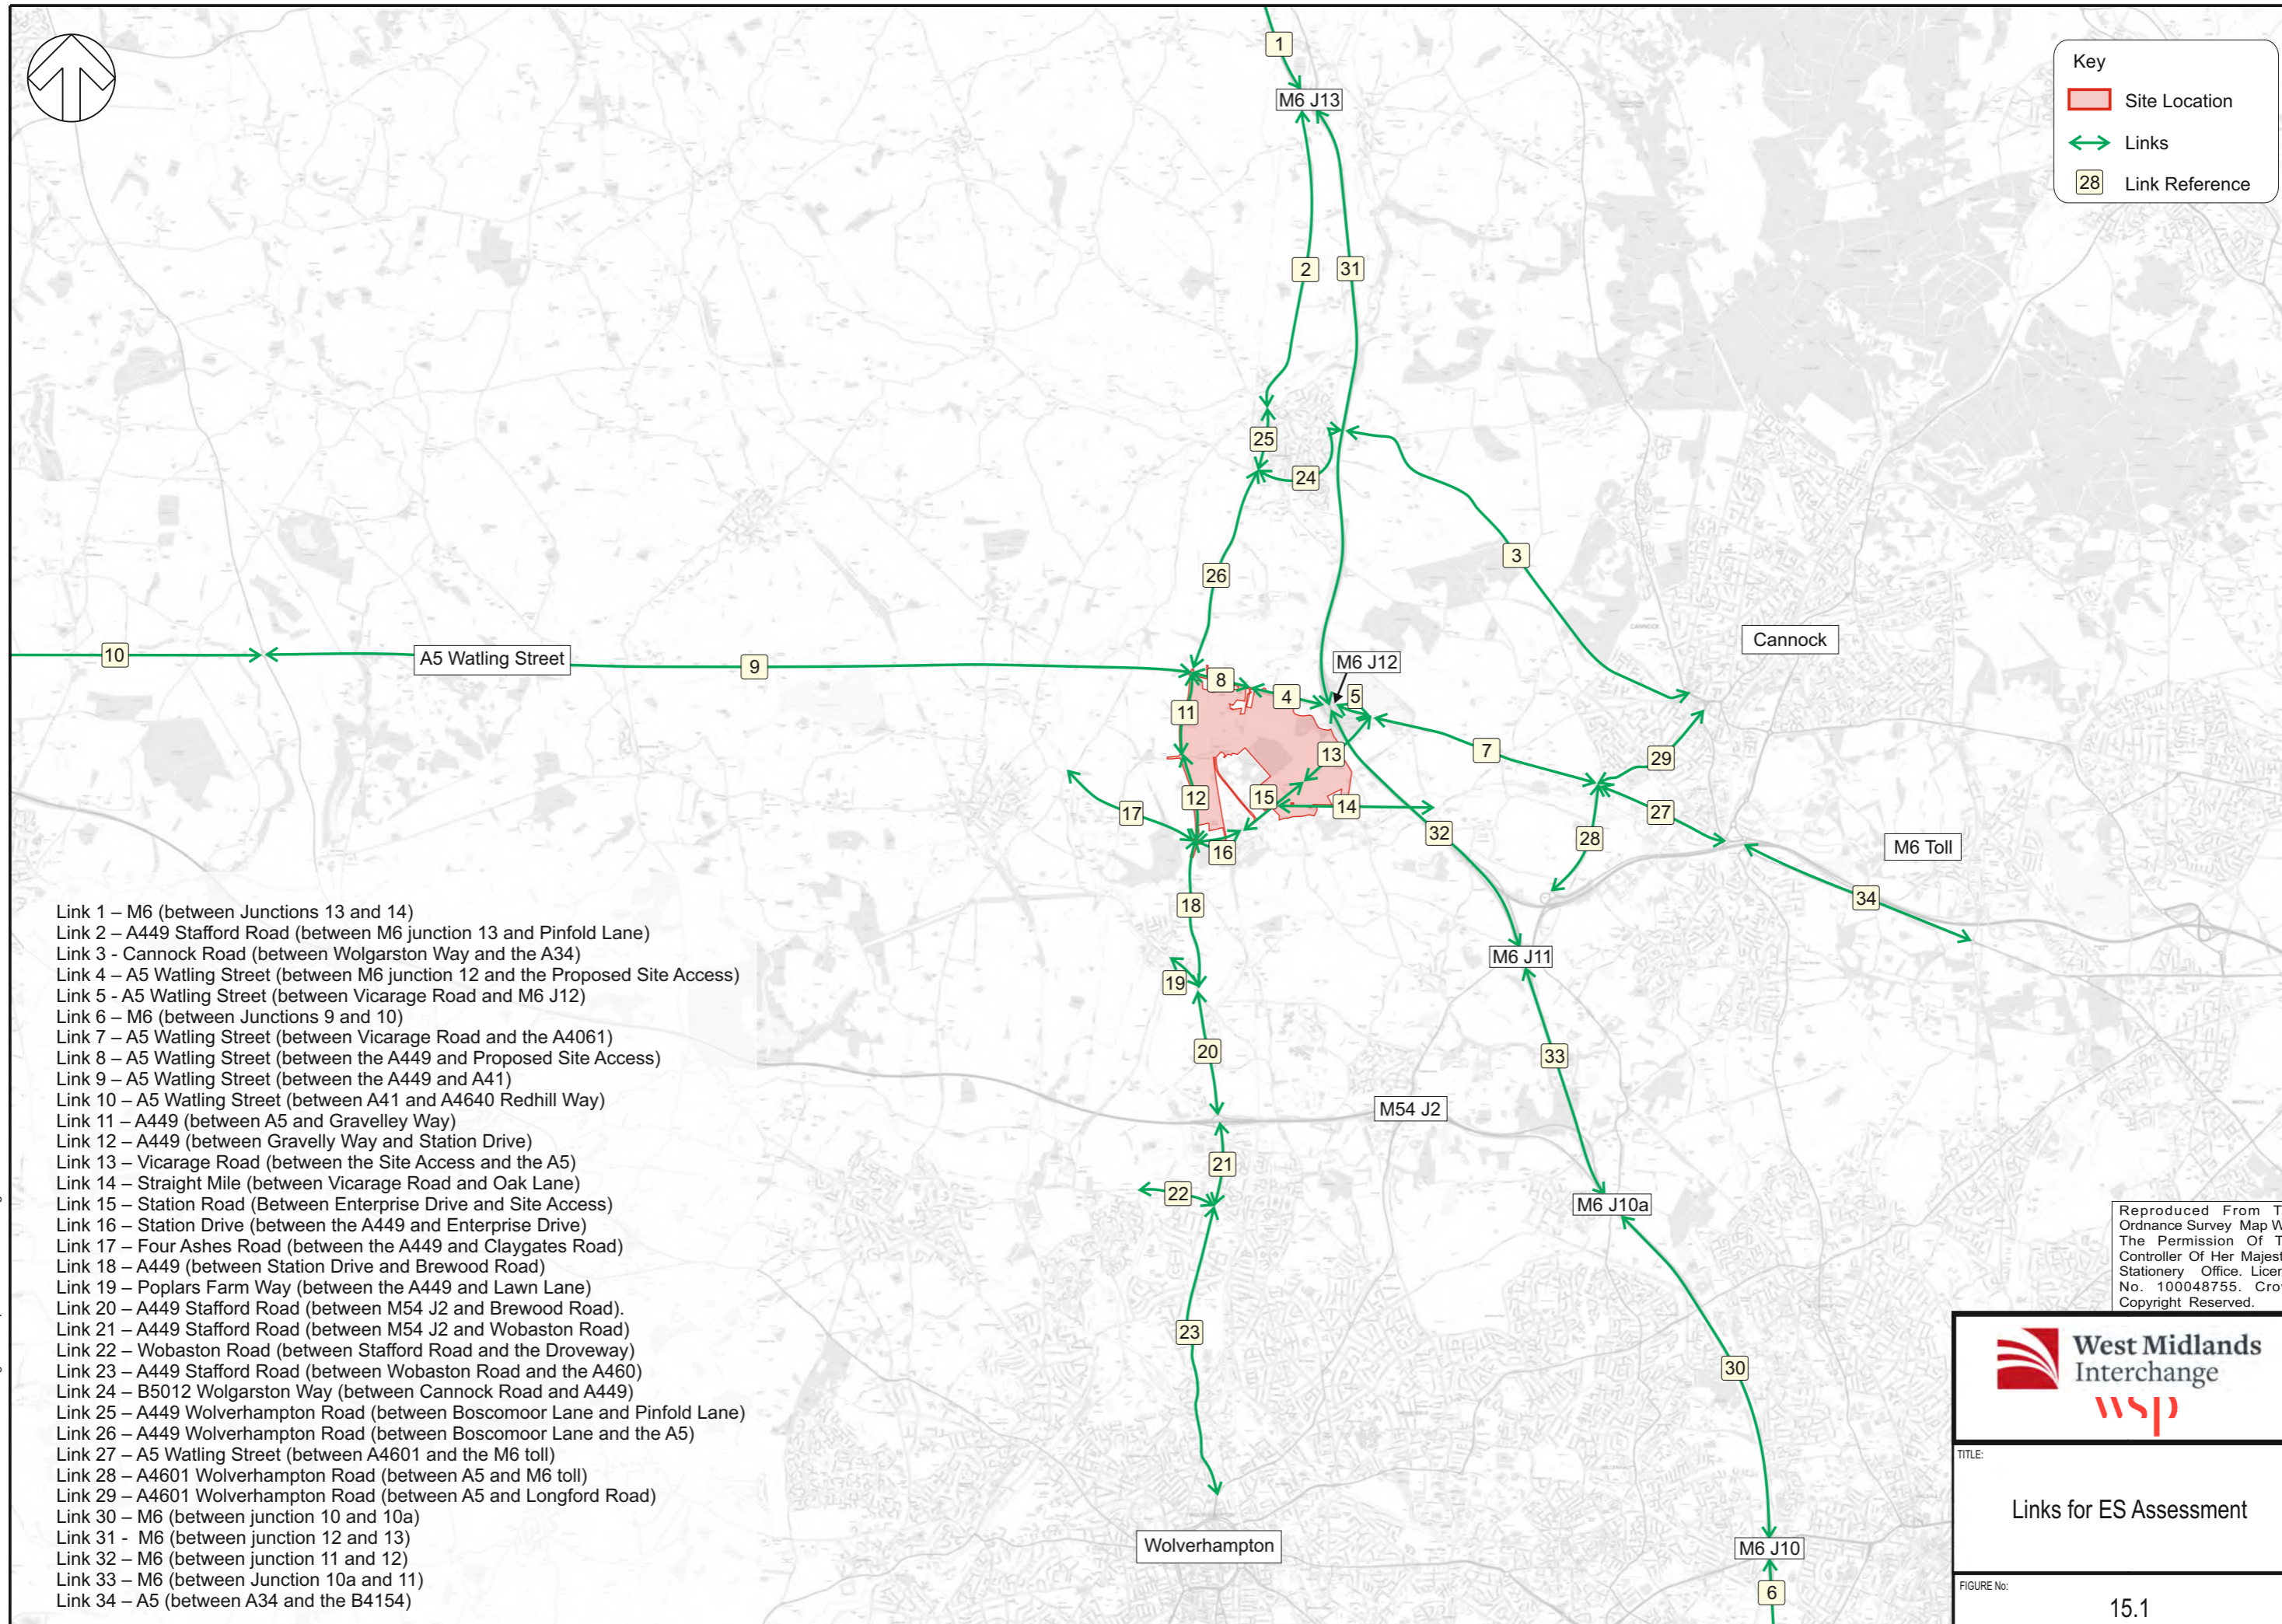 1
M6 J13
Key
Site Location
Links
28 Link Reference
2
31
25
24
3
26
Cannock
10
A5 Watling Street
9
M6 J12
8
4
5
11
13
7
29
12
15
14
17
27
16
32
28
M6 Toll
18
34
M6 J11
19
20
33
M54 J2
21
22
M6 J10a
23
30
Wolverhampton
M6 J10
6
Link 1 – M6 (between Junctions 13 and 14)
Link 2 – A449 Stafford Road (between M6 junction 13 and Pinfold Lane)
Link 3 - Cannock Road (between Wolgarston Way and the A34)
Link 4 – A5 Watling Street (between M6 junction 12 and the Proposed Site Access)
Link 5 - A5 Watling Street (between Vicarage Road and M6 J12)
Link 6 – M6 (between Junctions 9 and 10)
Link 7 – A5 Watling Street (between Vicarage Road and the A4061)
Link 8 – A5 Watling Street (between the A449 and Proposed Site Access)
Link 9 – A5 Watling Street (between the A449 and A41)
Link 10 – A5 Watling Street (between A41 and A4640 Redhill Way)
Link 11 – A449 (between A5 and Gravelley Way)
Link 12 – A449 (between Gravelly Way and Station Drive)
Link 13 – Vicarage Road (between the Site Access and the A5)
Link 14 – Straight Mile (between Vicarage Road and Oak Lane)
Link 15 – Station Road (Between Enterprise Drive and Site Access)
Link 16 – Station Drive (between the A449 and Enterprise Drive)
Link 17 – Four Ashes Road (between the A449 and Claygates Road)
Link 18 – A449 (between Station Drive and Brewood Road)
Link 19 – Poplars Farm Way (between the A449 and Lawn Lane)
Link 20 – A449 Stafford Road (between M54 J2 and Brewood Road).
Link 21 – A449 Stafford Road (between M54 J2 and Wobaston Road)
Link 22 – Wobaston Road (between Stafford Road and the Droveway)
Link 23 – A449 Stafford Road (between Wobaston Road and the A460)
Link 24 – B5012 Wolgarston Way (between Cannock Road and A449)
Link 25 – A449 Wolverhampton Road (between Boscomoor Lane and Pinfold Lane)
Link 26 – A449 Wolverhampton Road (between Boscomoor Lane and the A5)
Link 27 – A5 Watling Street (between A4601 and the M6 toll)
Link 28 – A4601 Wolverhampton Road (between A5 and M6 toll)
Link 29 – A4601 Wolverhampton Road (between A5 and Longford Road)
Link 30 – M6 (between junction 10 and 10a)
Link 31 - M6 (between junction 12 and 13)
Link 32 – M6 (between junction 11 and 12)
Link 33 – M6 (between Junction 10a and 11)
Link 34 – A5 (between A34 and the B4154)
Reproduced From T
Ordnance Survey Map W
The Permission Of T
Controller Of Her Majest
Stationery Office. Licen
No. 100048755. Cro
Copyright Reserved.
West Midlands
Interchange
wsp
TITLE:
Links for ES Assessment
FIGURE No:
15.1